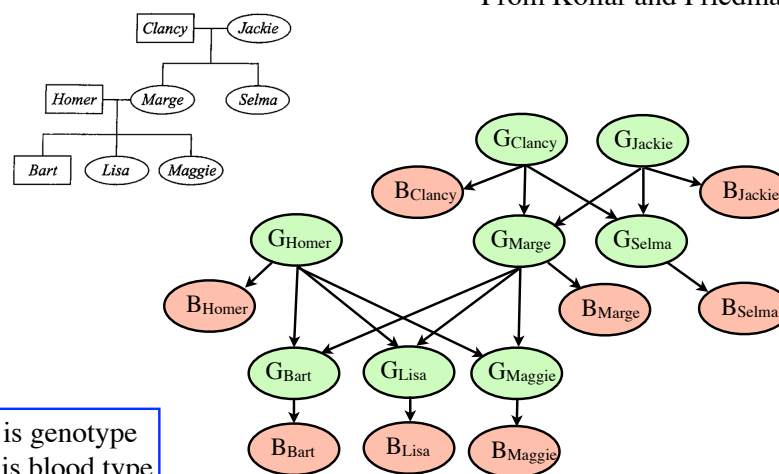 From Kollar and Friedma
Clancy Jackie
Homer Marge Selma
Bart Lisa Maggie
GClancy GJackie
BClancy BJackie
GHomer GMarge GSelma
BHomer BMarge BSelma
GBart GLisa GMaggie
is genotype
is blood type
BBart BLisa BMaggie